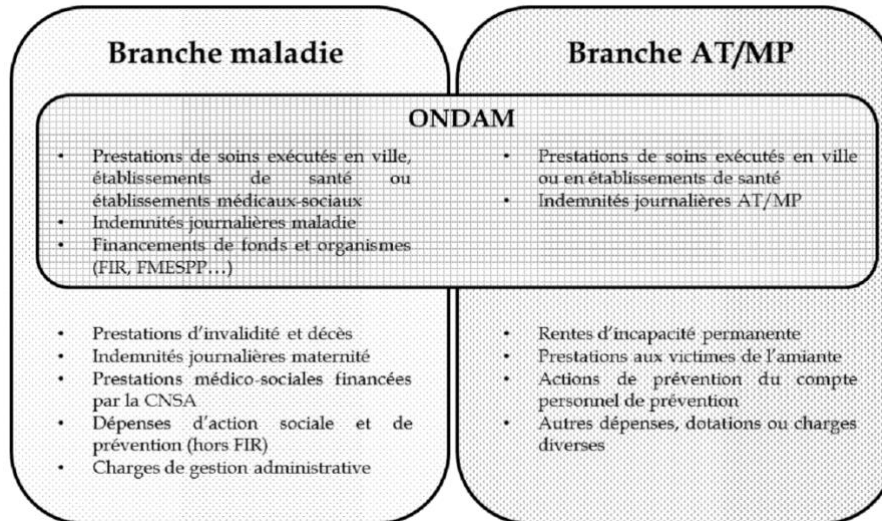 Branche maladie
Branche AT/MP
ONDAM
• Prestations de soins exécutés en ville,
établissements de santé ou
établissements médicaux-sociaux
• Indemnités journalières maladie
• Financements de fonds et organismes
(FIR, FMESPP…)
• Prestations de soins exécutés en ville
ou en établissements de santé
• Indemnités journalières AT/MP
• Prestations d'invalidité et décès
• Indemnités journalières maternité
• Prestations médico-sociales financées
par la CNSA
• Dépenses d'action sociale et de
prévention (hors FIR)
• Charges de gestion administrative
• Rentes d'incapacité permanente
• Prestations aux victimes de l'amiante
• Actions de prévention du compte
personnel de prévention
• Autres dépenses, dotations ou charges
diverses